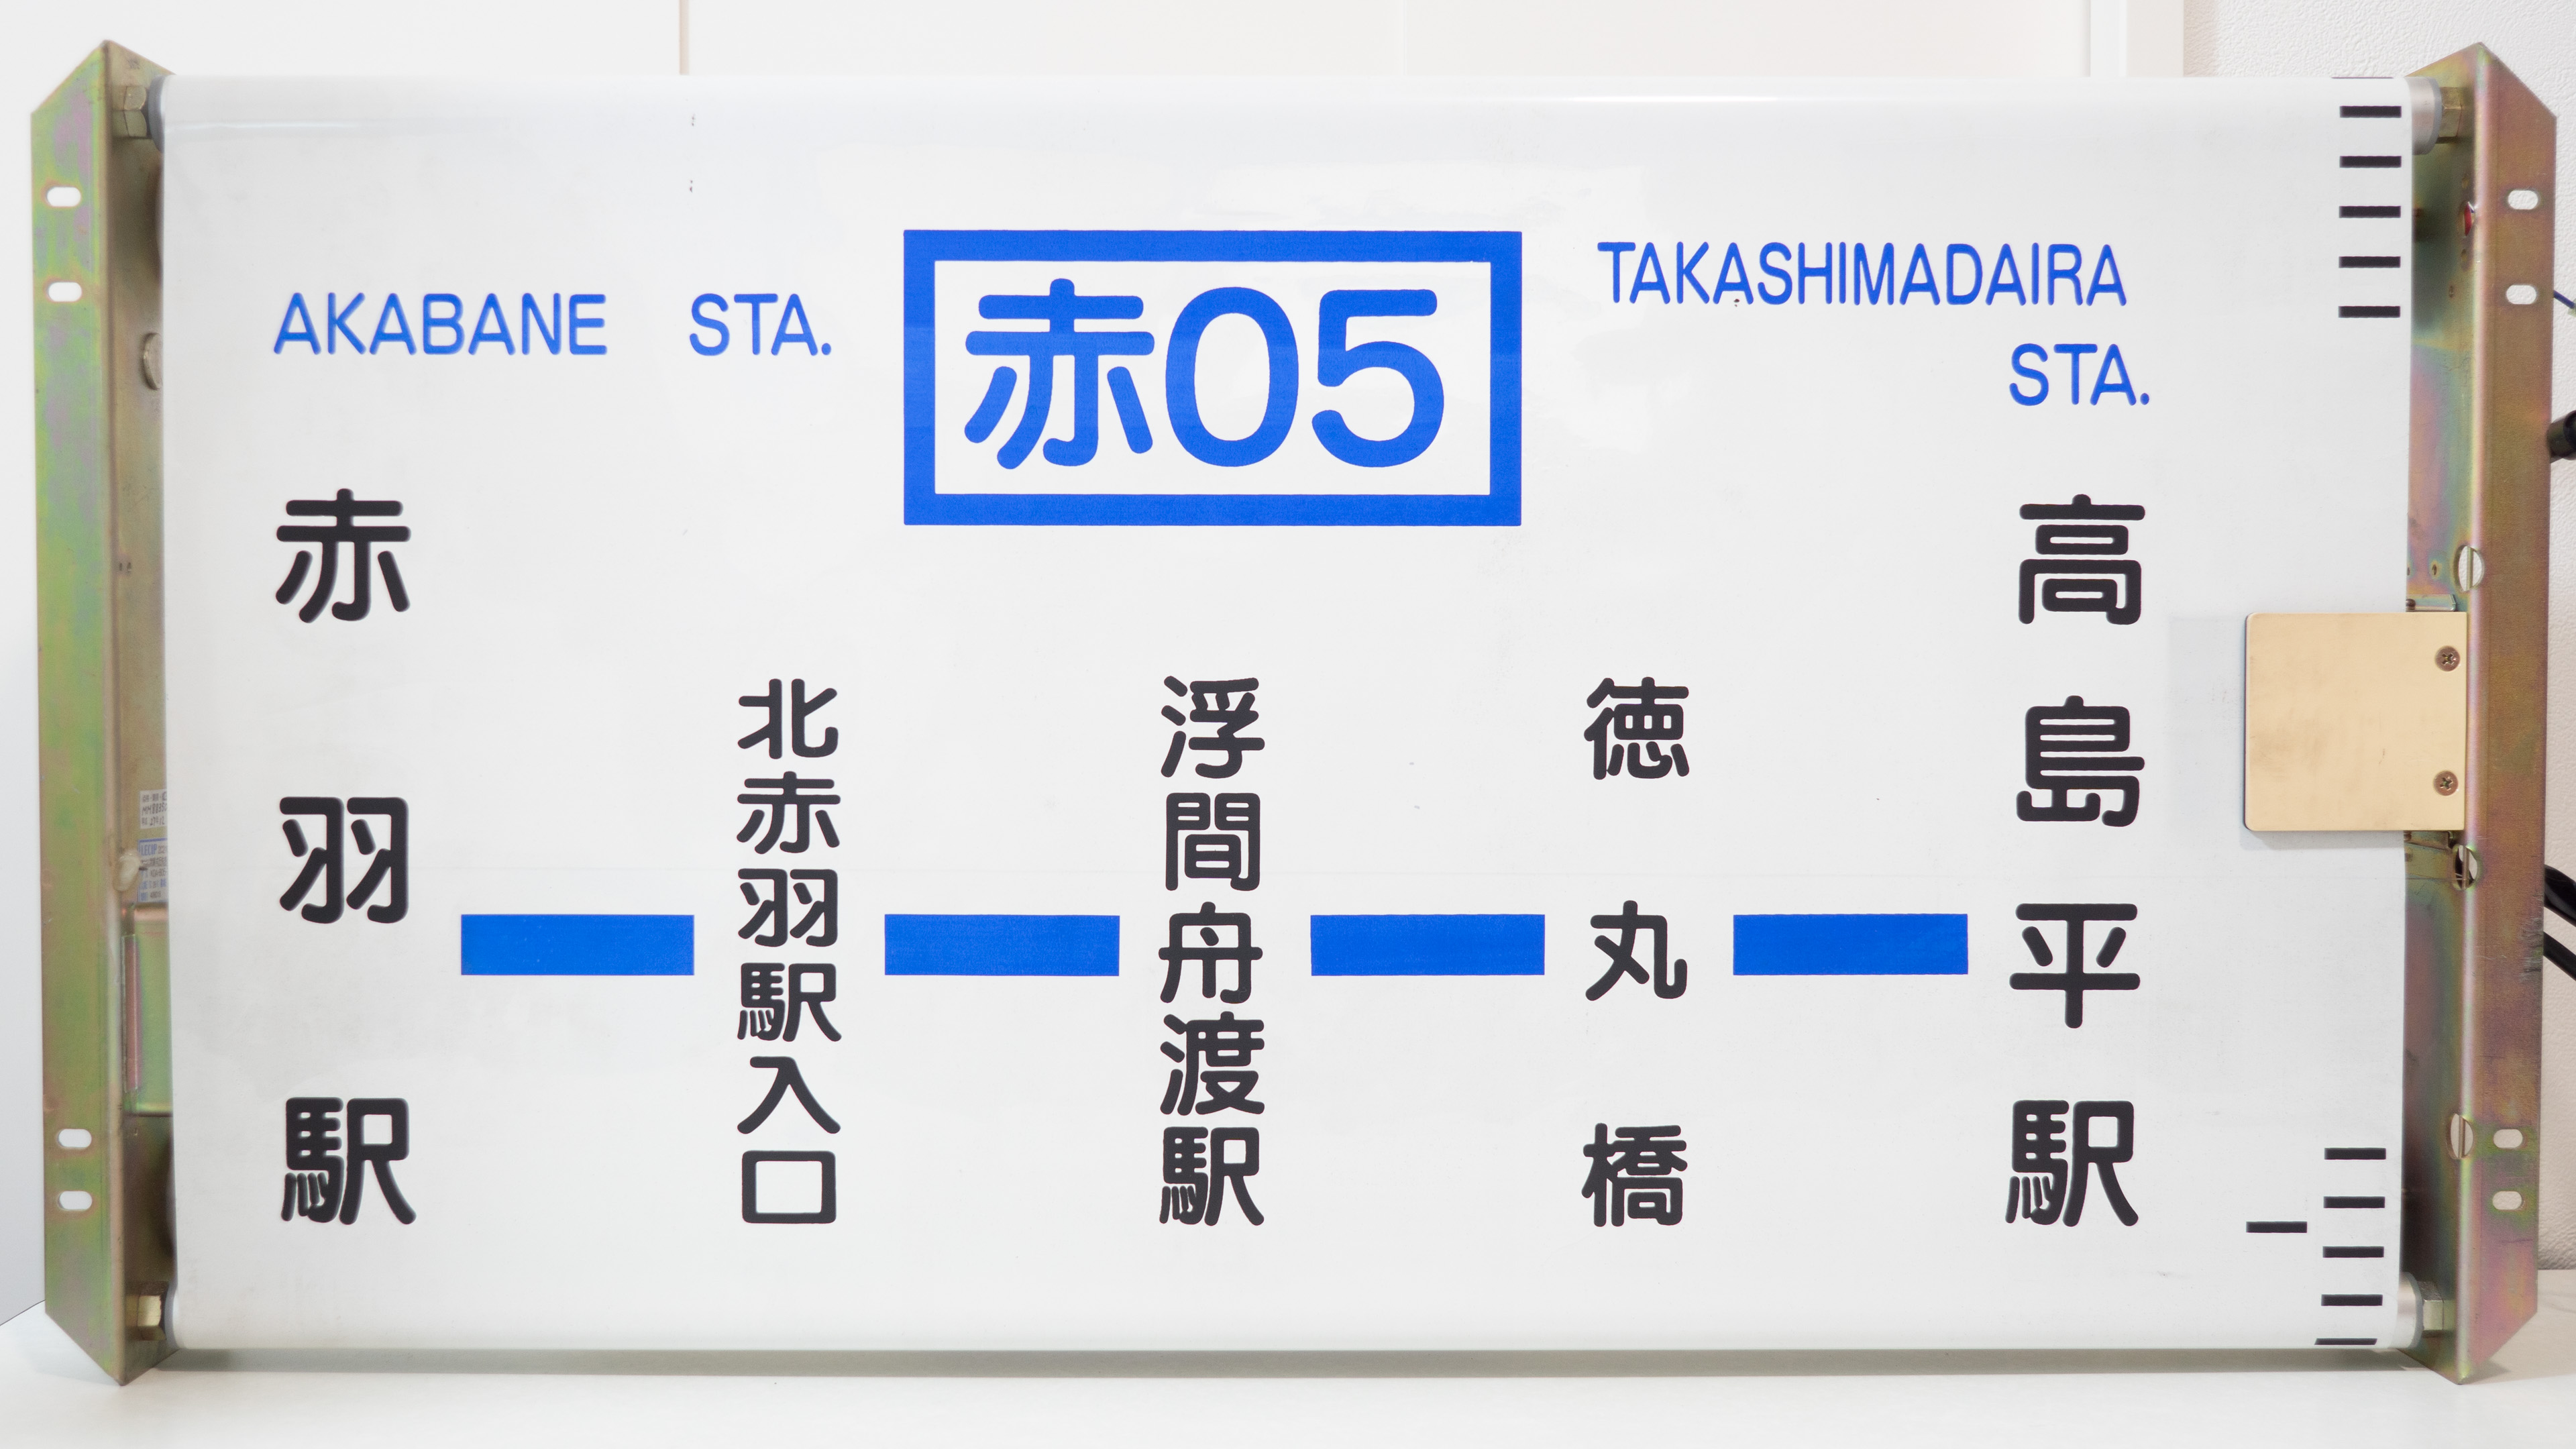 AKABANE STA.
赤05
TAKASHIMADAIRA
STA.
赤羽駅
北赤羽駅入口
浮間舟渡駅
徳丸橋
高島平駅